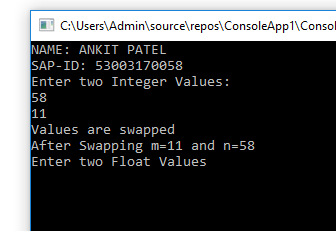 C:\Users\Admin\source\repos\ConsoleApp1\Conso
NAME: ANKIT PATEL
SAP-ID: 53003170058
Enter two Integer Values:
58
11
Values are swapped
After Swapping m=11 and n=58
Enter two Float Values